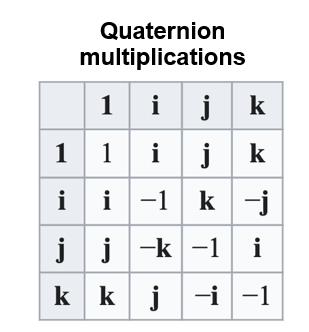 Quaternion
multiplications
1 i j k
1 1 i j k
i i −1 k −j
j j −k −1 i
k k j −i −1